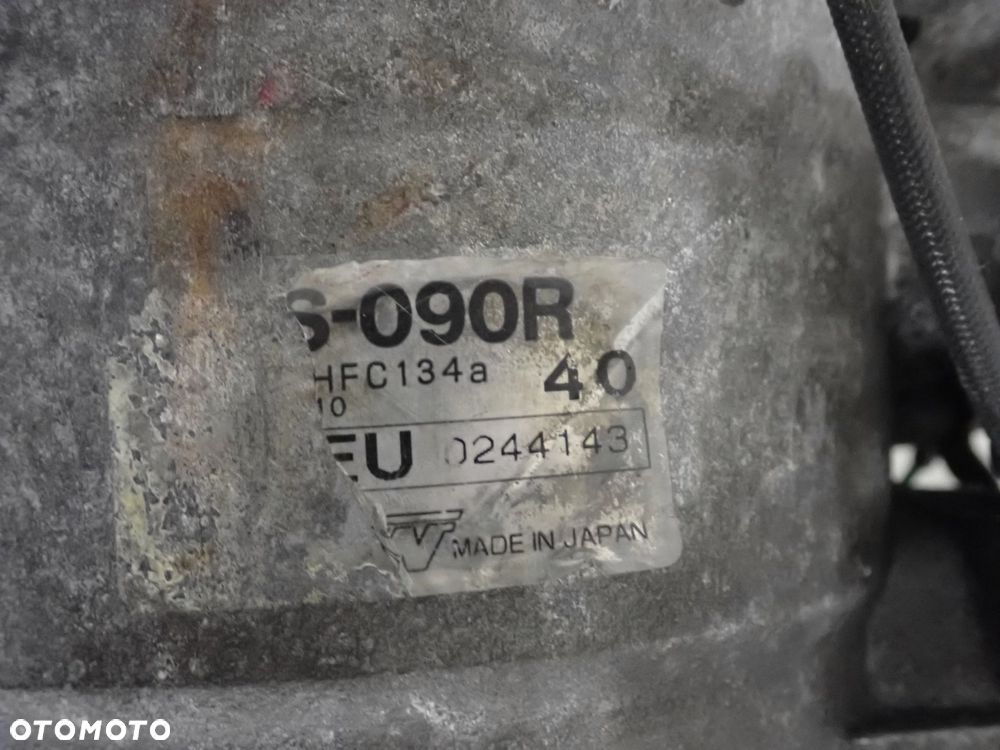 S-090R
HFC134a 40
10
EU 0244143
MADE IN JAPAN
OTOMOTO